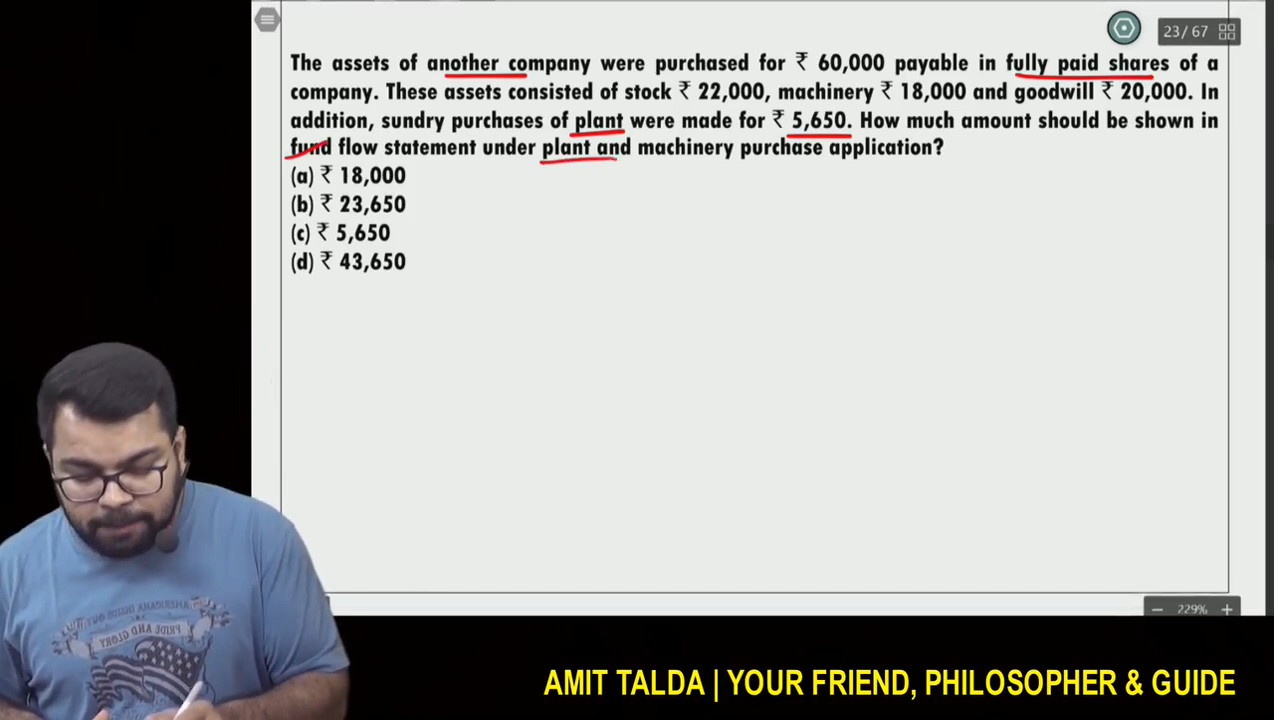 23/67
The assets of another company were purchased for ₹ 60,000 payable in fully paid shares of a
company. These assets consisted of stock ₹ 22,000, machinery ₹ 18,000 and goodwill ₹ 20,000. In
addition, sundry purchases of plant were made for ₹ 5,650. How much amount should be shown in
fund flow statement under plant and machinery purchase application?
(a) ₹ 18,000
(b) ₹ 23,650
(c) ₹ 5,650
(d) ₹ 43,650
PRIDE AND GLORY
− 229% +
AMIT TALDA | YOUR FRIEND, PHILOSOPHER & GUIDE